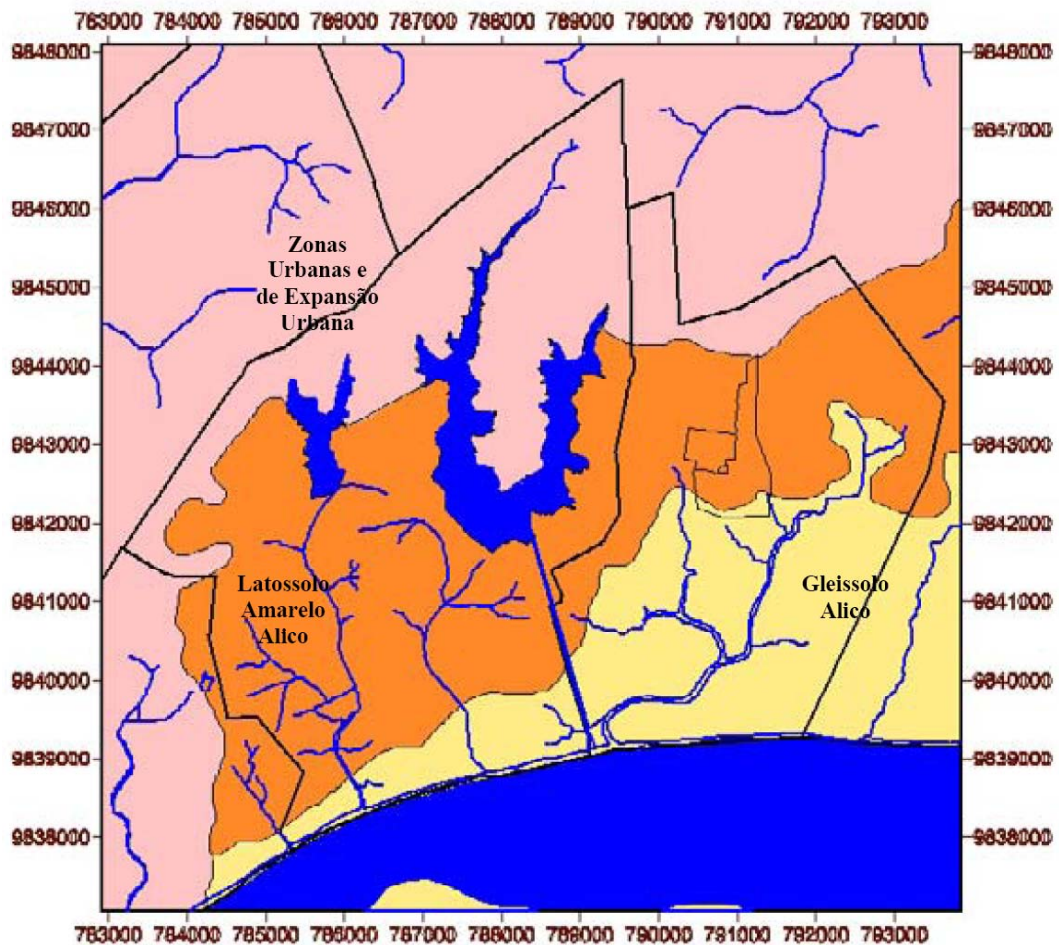 783000 784000 785000 786000 787000 788000 789000 790000 791000 792000 793000
9848000 9848000
9847000 9847000
9846000 9846000
Zonas
Urbanas e
de Expansão
Urbana
9845000 9845000
9844000 9844000
9843000 9843000
9842000 9842000
Latossolo
Amarelo
Alico
Gleissolo
Alico
9841000 9841000
9840000 9840000
9839000 9839000
9838000 9838000
783000 784000 785000 786000 787000 788000 789000 790000 791000 792000 793000